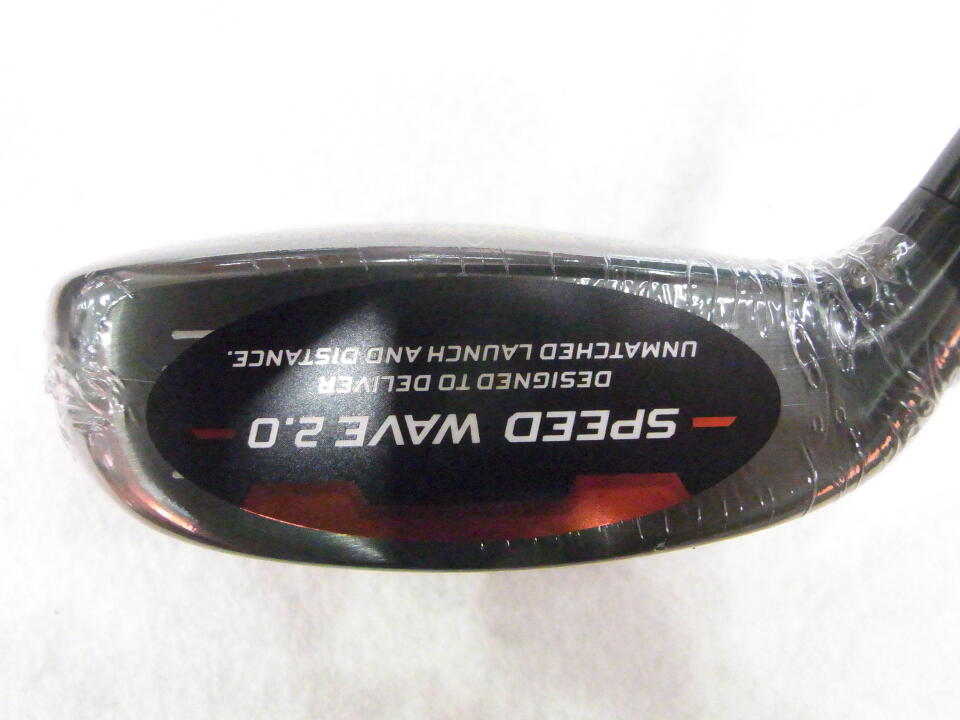 SPEED WAVE 2.0
DESIGNED TO DELIVER
UNMATCHED LAUNCH AND DISTANCE.